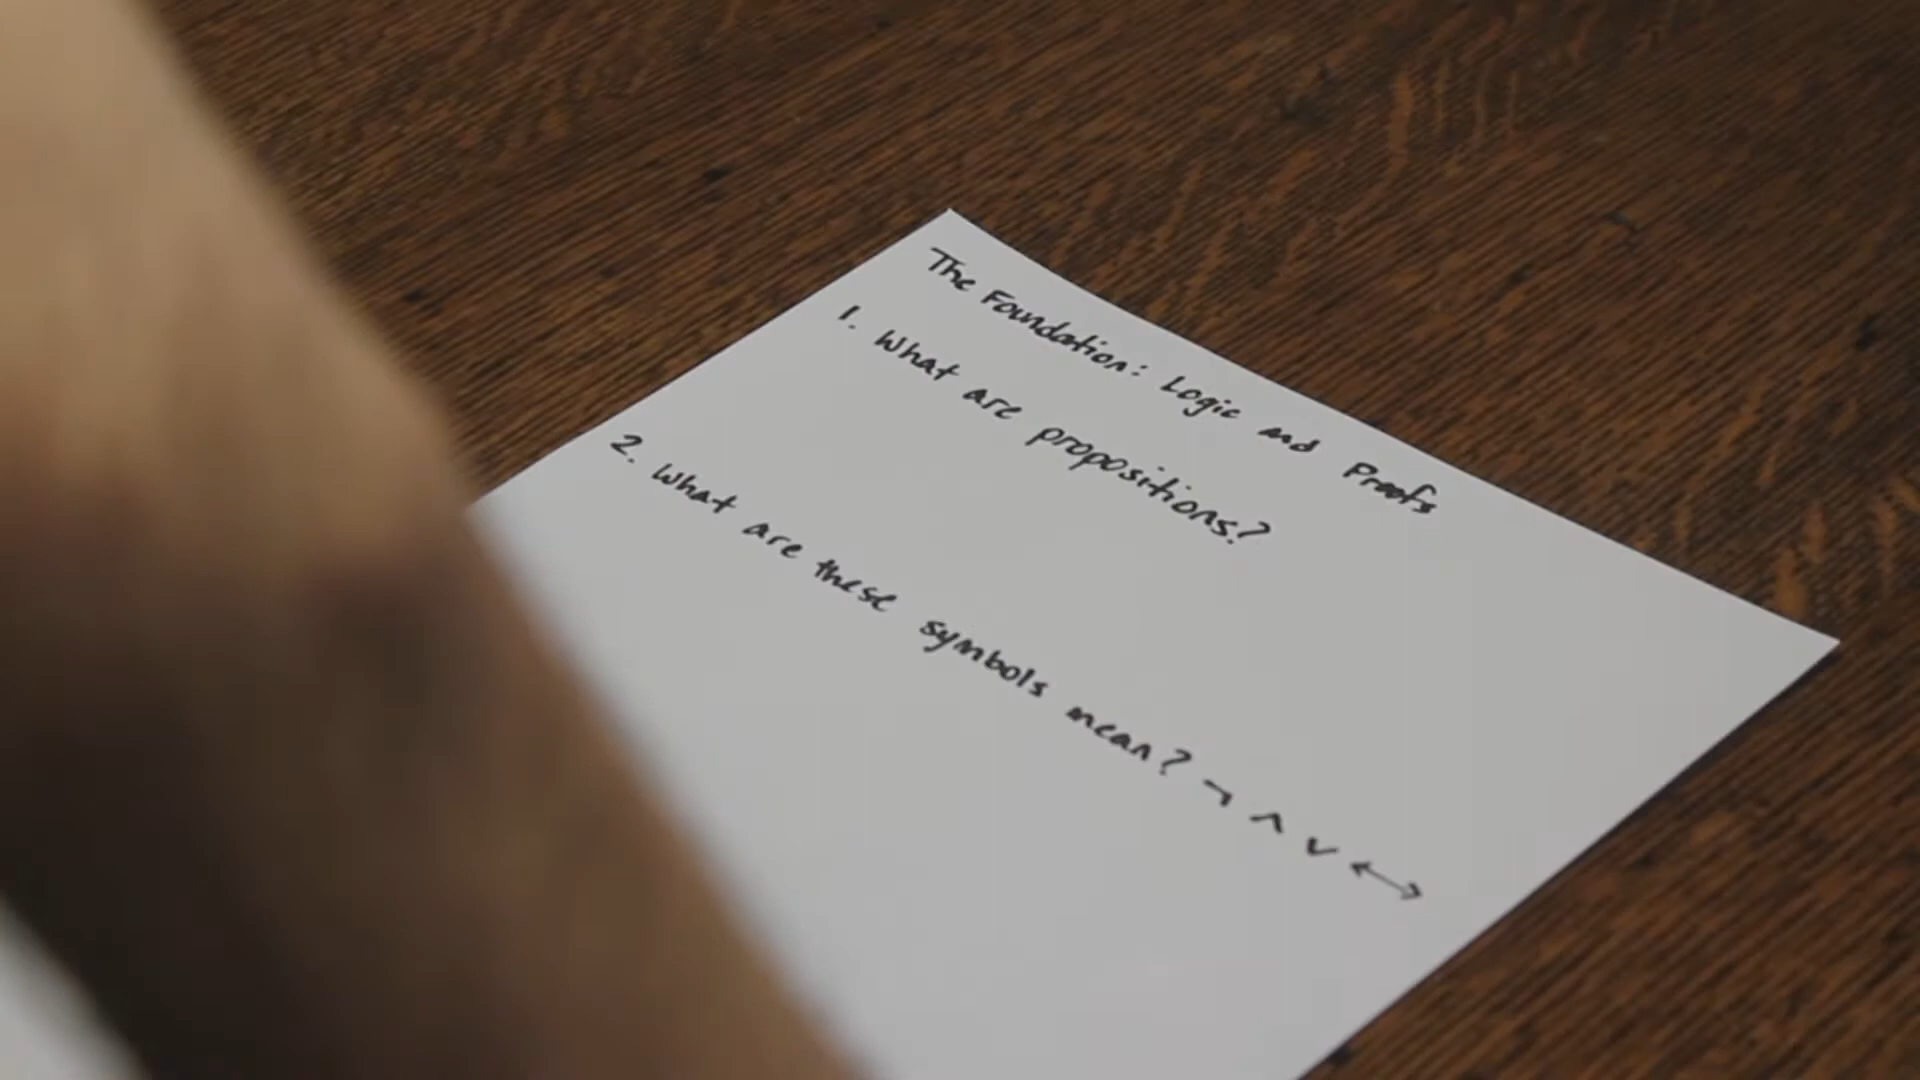 The Foundation: Logic and Proofs
1. What are propositions?
2. What are these symbols mean? ¬ ∧ ∨ ↔